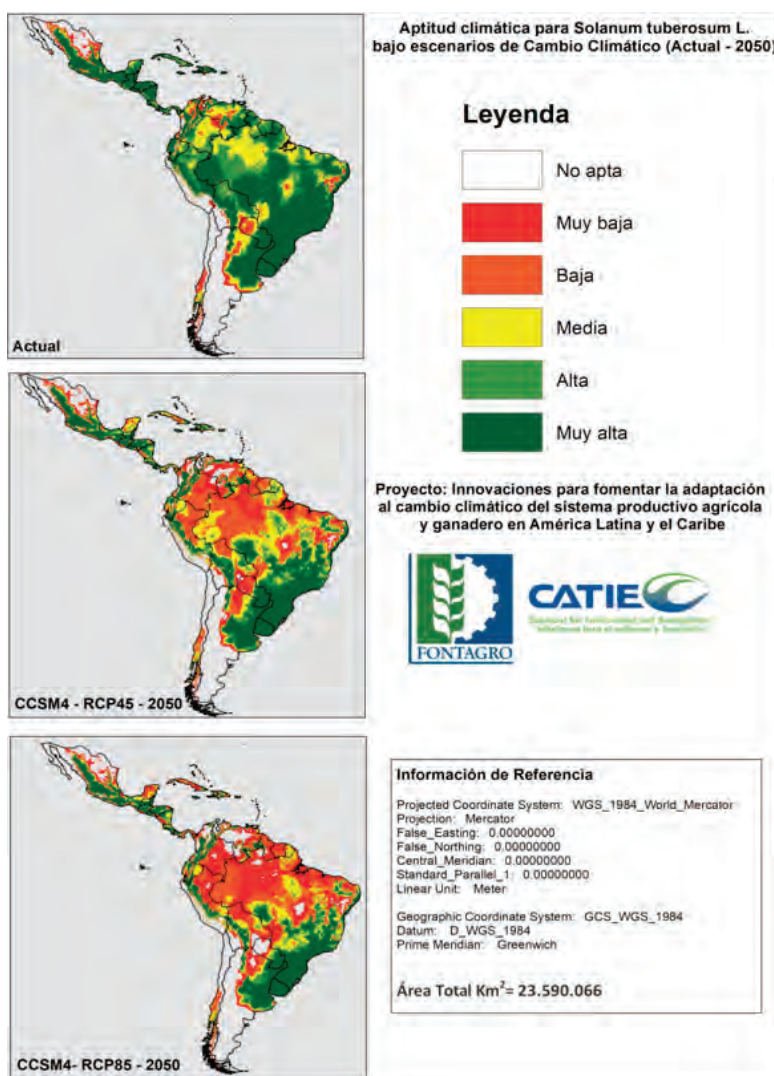 Aptitud climática para Solanum tuberosum L.
bajo escenarios de Cambio Climático (Actual - 2050)
Leyenda
No apta
Muy baja
Baja
Media
Alta
Muy alta
Actual
CCSM4 - RCP45 - 2050
CCSM4- RCP85 - 2050
Proyecto: Innovaciones para fomentar la adaptación
al cambio climático del sistema productivo agrícola
y ganadero en América Latina y el Caribe
FONTAGRO
CATIE
Información de Referencia
Projected Coordinate System: WGS_1984_World_Mercator
Projection: Mercator
False_Easting: 0.00000000
False_Northing: 0.00000000
Central_Meridian: 0.00000000
Standard_Parallel_1: 0.00000000
Linear Unit: Meter
Geographic Coordinate System: GCS_WGS_1984
Datum: D_WGS_1984
Prime Meridian: Greenwich
Área Total Km²= 23.590.066